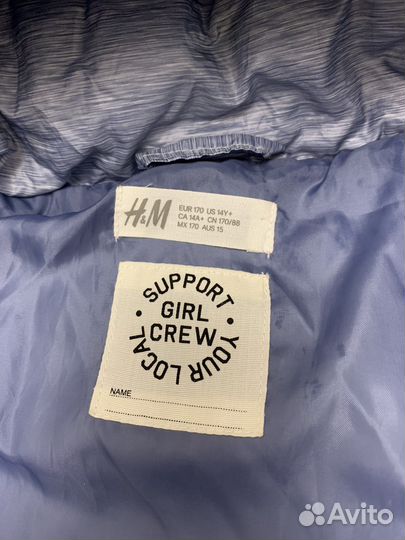 H&M
EUR 170 US 14Y+
CA 14A+ CN 170/88
MX 170 AUS 15
SUPPORT
YOUR LOCAL
GIRL
CREW
NAME
Avito